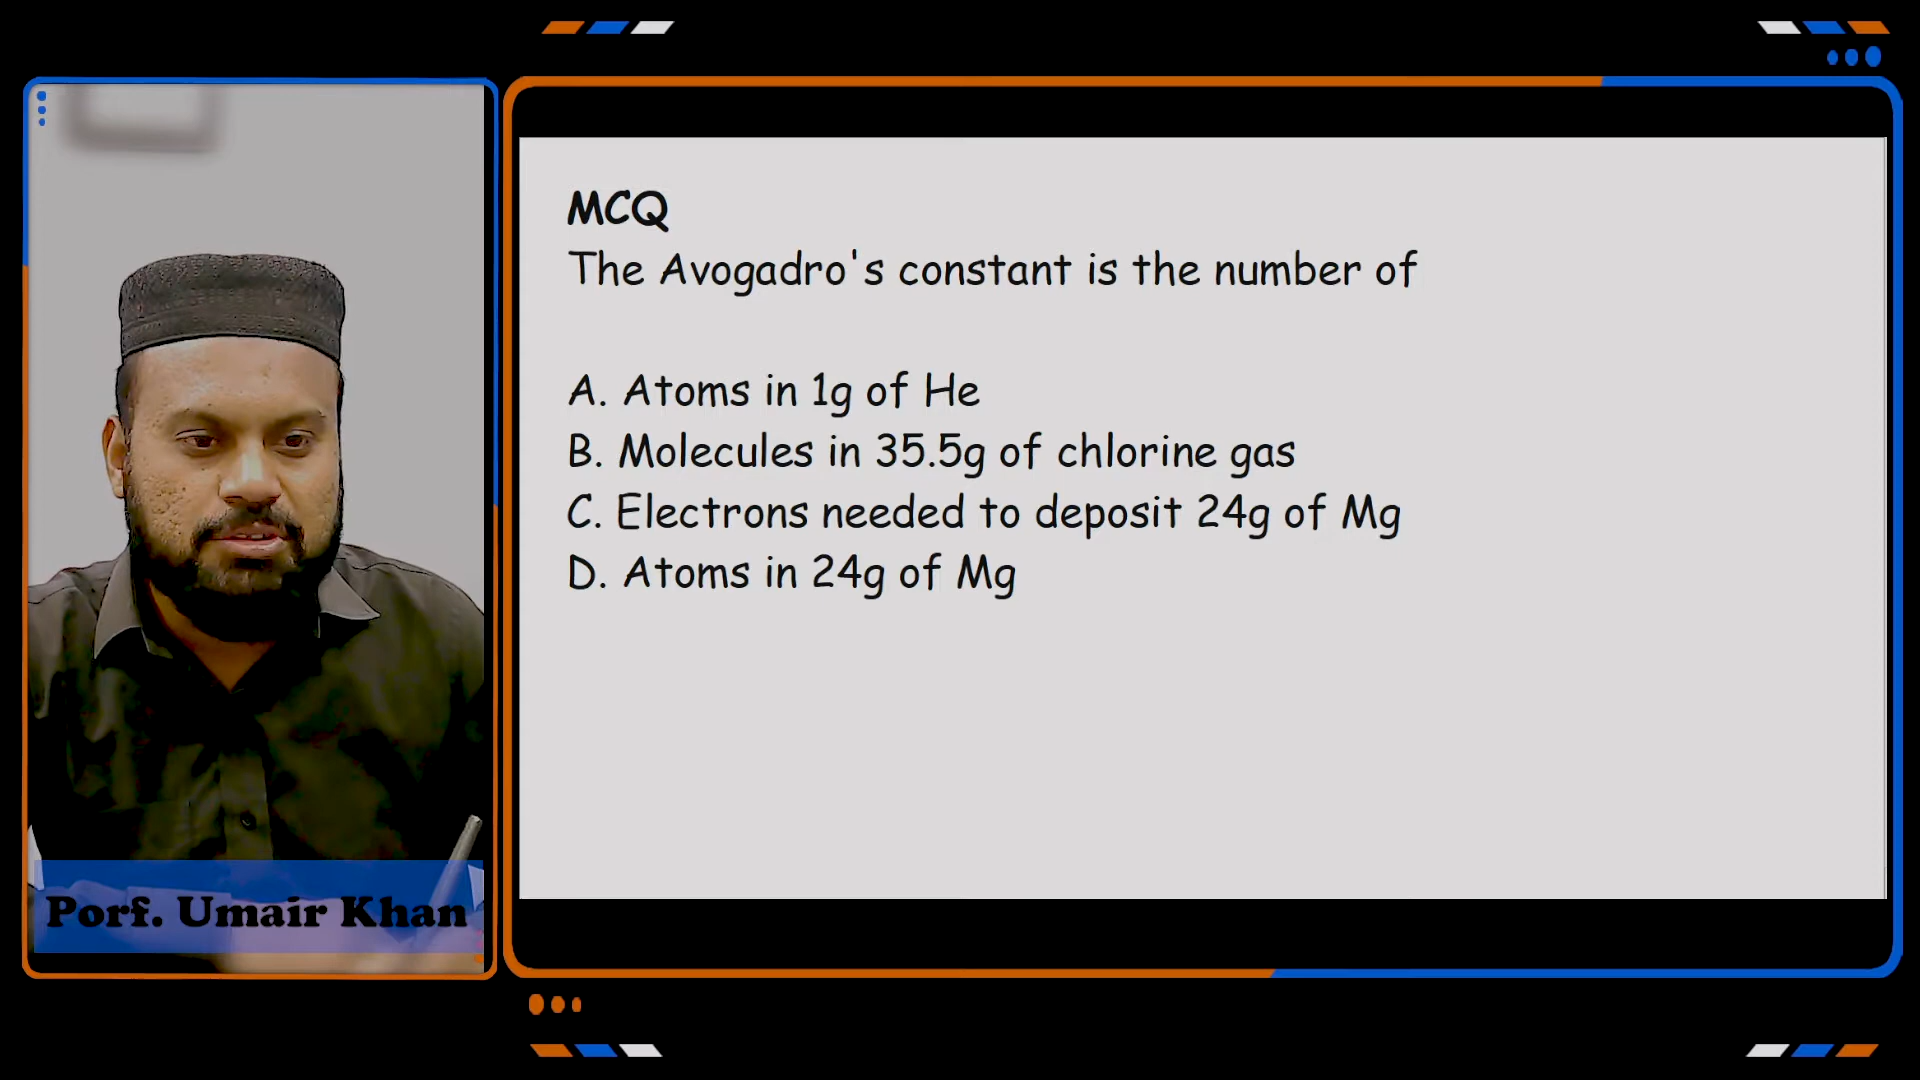 MCQ
The Avogadro's constant is the number of
A. Atoms in 1g of He
B. Molecules in 35.5g of chlorine gas
C. Electrons needed to deposit 24g of Mg
D. Atoms in 24g of Mg
Porf. Umair Khan